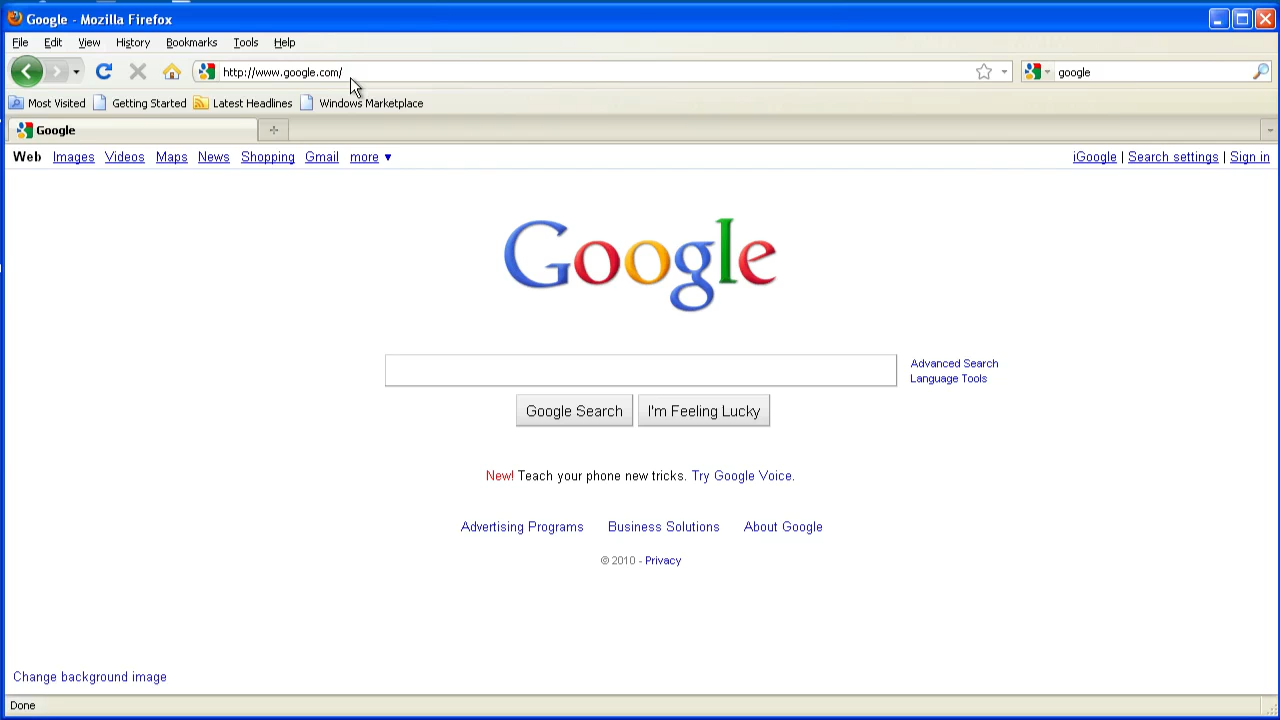 Google - Mozilla Firefox
File Edit View History Bookmarks Tools Help
http://www.google.com/ google
Most Visited Getting Started Latest Headlines Windows Marketplace
Google
Web Images Videos Maps News Shopping Gmail more ▼ iGoogle | Search settings | Sign in
Google
Advanced Search
Language Tools
Google Search I'm Feeling Lucky
New! Teach your phone new tricks. Try Google Voice.
Advertising Programs Business Solutions About Google
© 2010 - Privacy
Change background image
Done